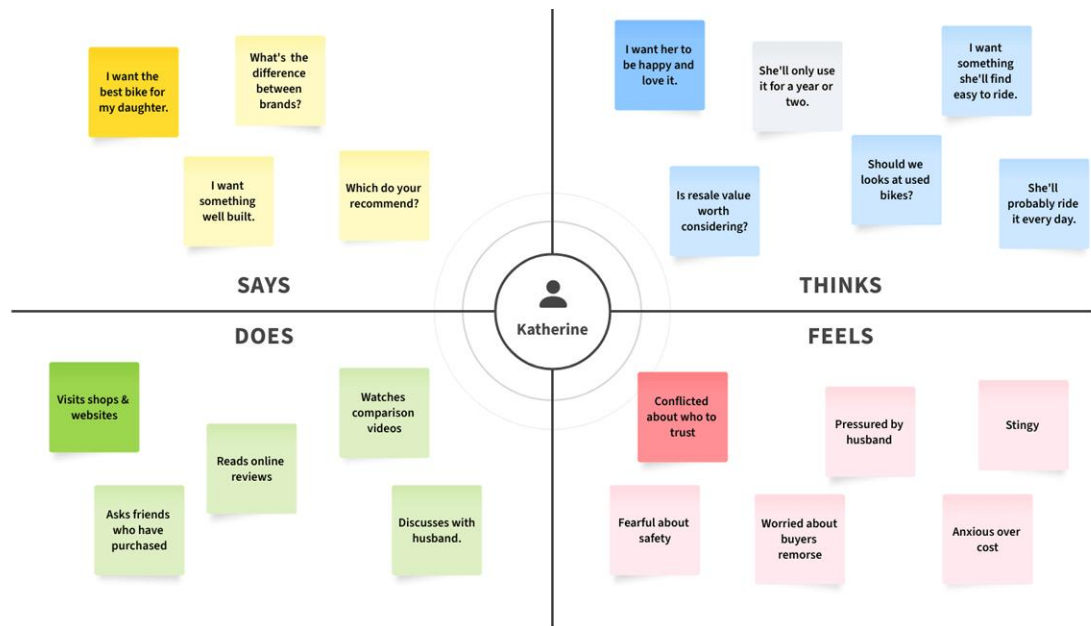 I want the
best bike for
my daughter.
What's the
difference
between
brands?
I want
something
well built.
Which do your
recommend?
SAYS
I want her to
be happy and
love it.
She'll only use
it for a year or
two.
I want
something
she'll find
easy to ride.
Is resale value
worth
considering?
Should we
looks at used
bikes?
She'll
probably ride
it every day.
THINKS
Katherine
DOES
Visits shops &
websites
Watches
comparison
videos
Reads online
reviews
Asks friends
who have
purchased
Discusses with
husband.
FEELS
Conflicted
about who to
trust
Pressured by
husband
Stingy
Fearful about
safety
Worried about
buyers
remorse
Anxious over
cost